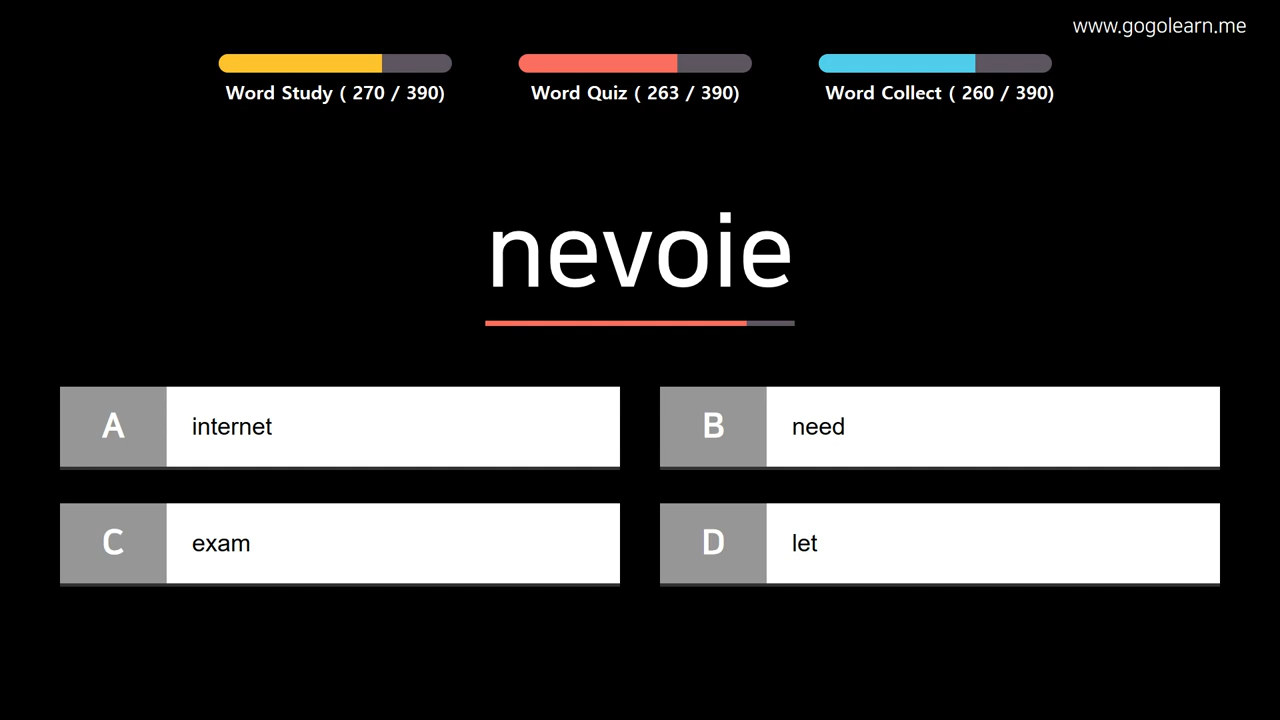 www.gogolearn.me
Word Study ( 270 / 390)
Word Quiz ( 263 / 390)
Word Collect ( 260 / 390)
nevoie
A internet
B need
C exam
D let